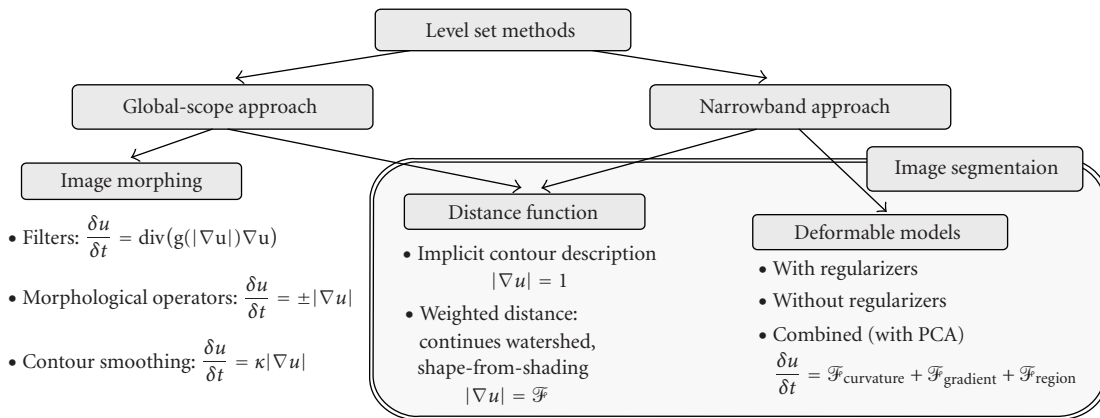 Level set methods
Global-scope approach
Narrowband approach
Image morphing
Image segmentaion
Distance function
Deformable models
• Filters: δu/δt = div(g(|∇u|)∇u)
• Morphological operators: δu/δt = ±|∇u|
• Contour smoothing: δu/δt = κ|∇u|
• Implicit contour description
|∇u| = 1
• Weighted distance:
continues watershed,
shape-from-shading
|∇u| = ℱ
• With regularizers
• Without regularizers
• Combined (with PCA)
δu/δt = ℱcurvature + ℱgradient + ℱregion